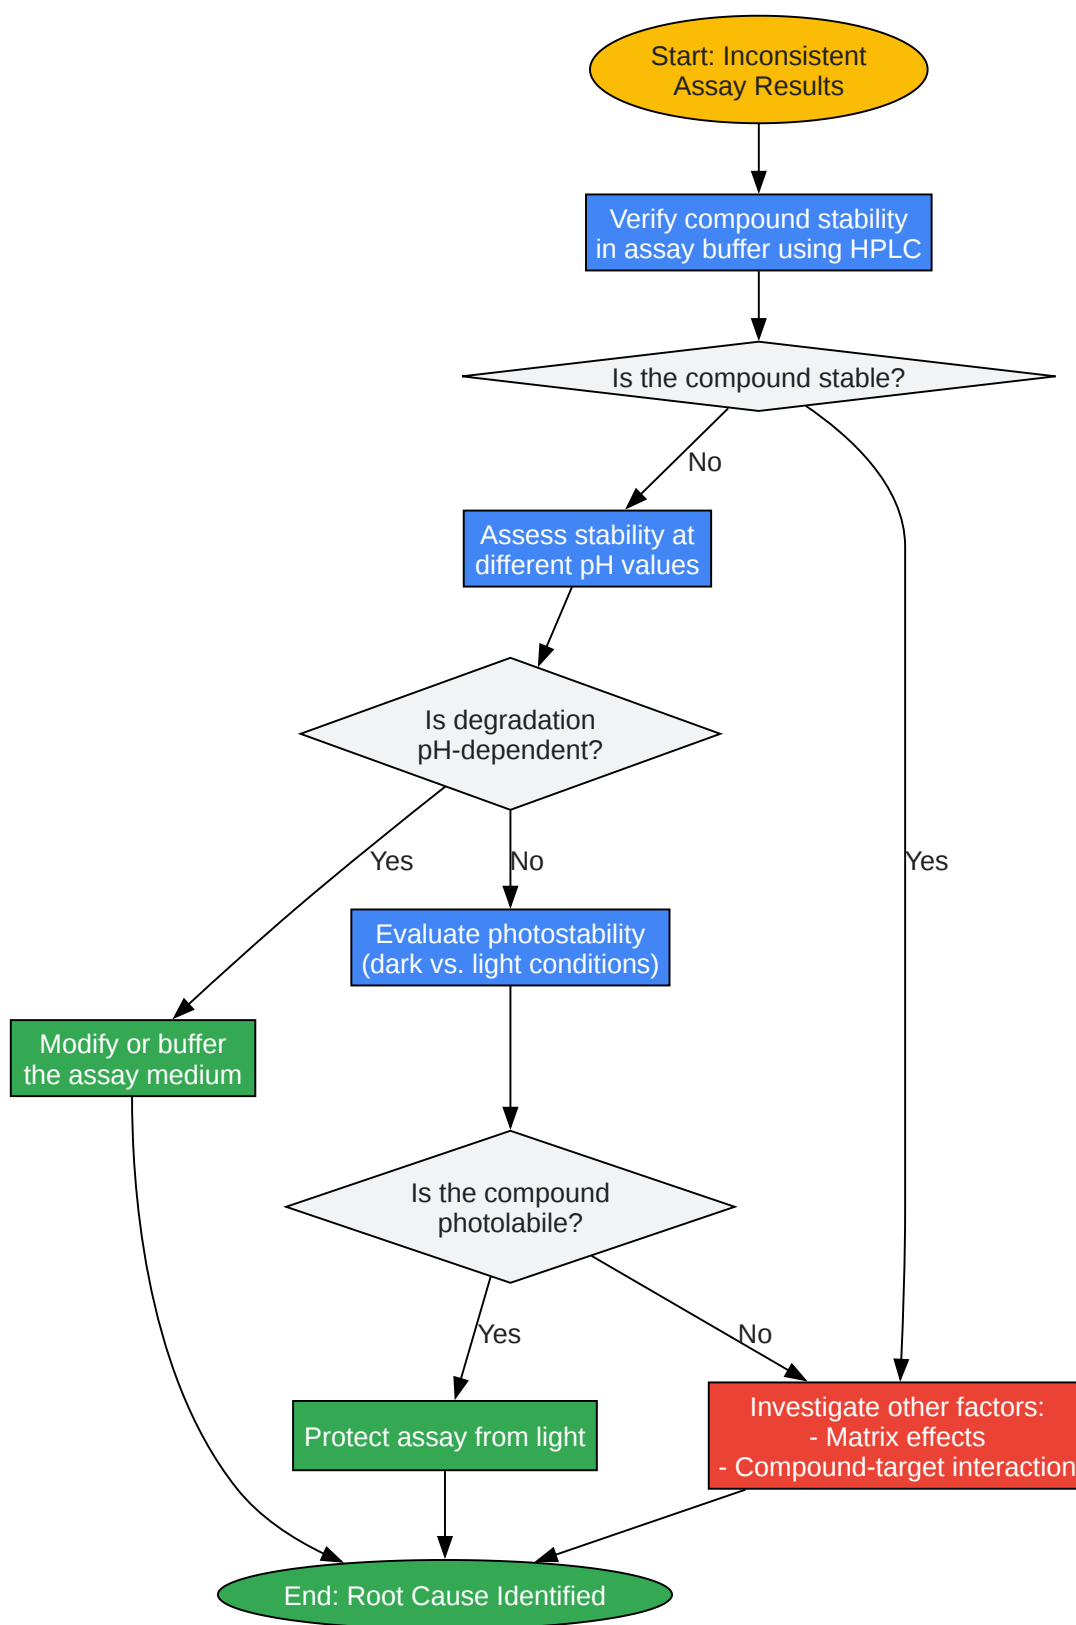 Start: Inconsistent
Assay Results
Verify compound stability
in assay buffer using HPLC
Is the compound stable?
No
Assess stability at
different pH values
Is degradation
pH-dependent?
Yes
No
Yes
Evaluate photostability
(dark vs. light conditions)
Modify or buffer
the assay medium
Is the compound
photolabile?
Yes
No
Protect assay from light
Investigate other factors:
- Matrix effects
- Compound-target interaction
End: Root Cause Identified